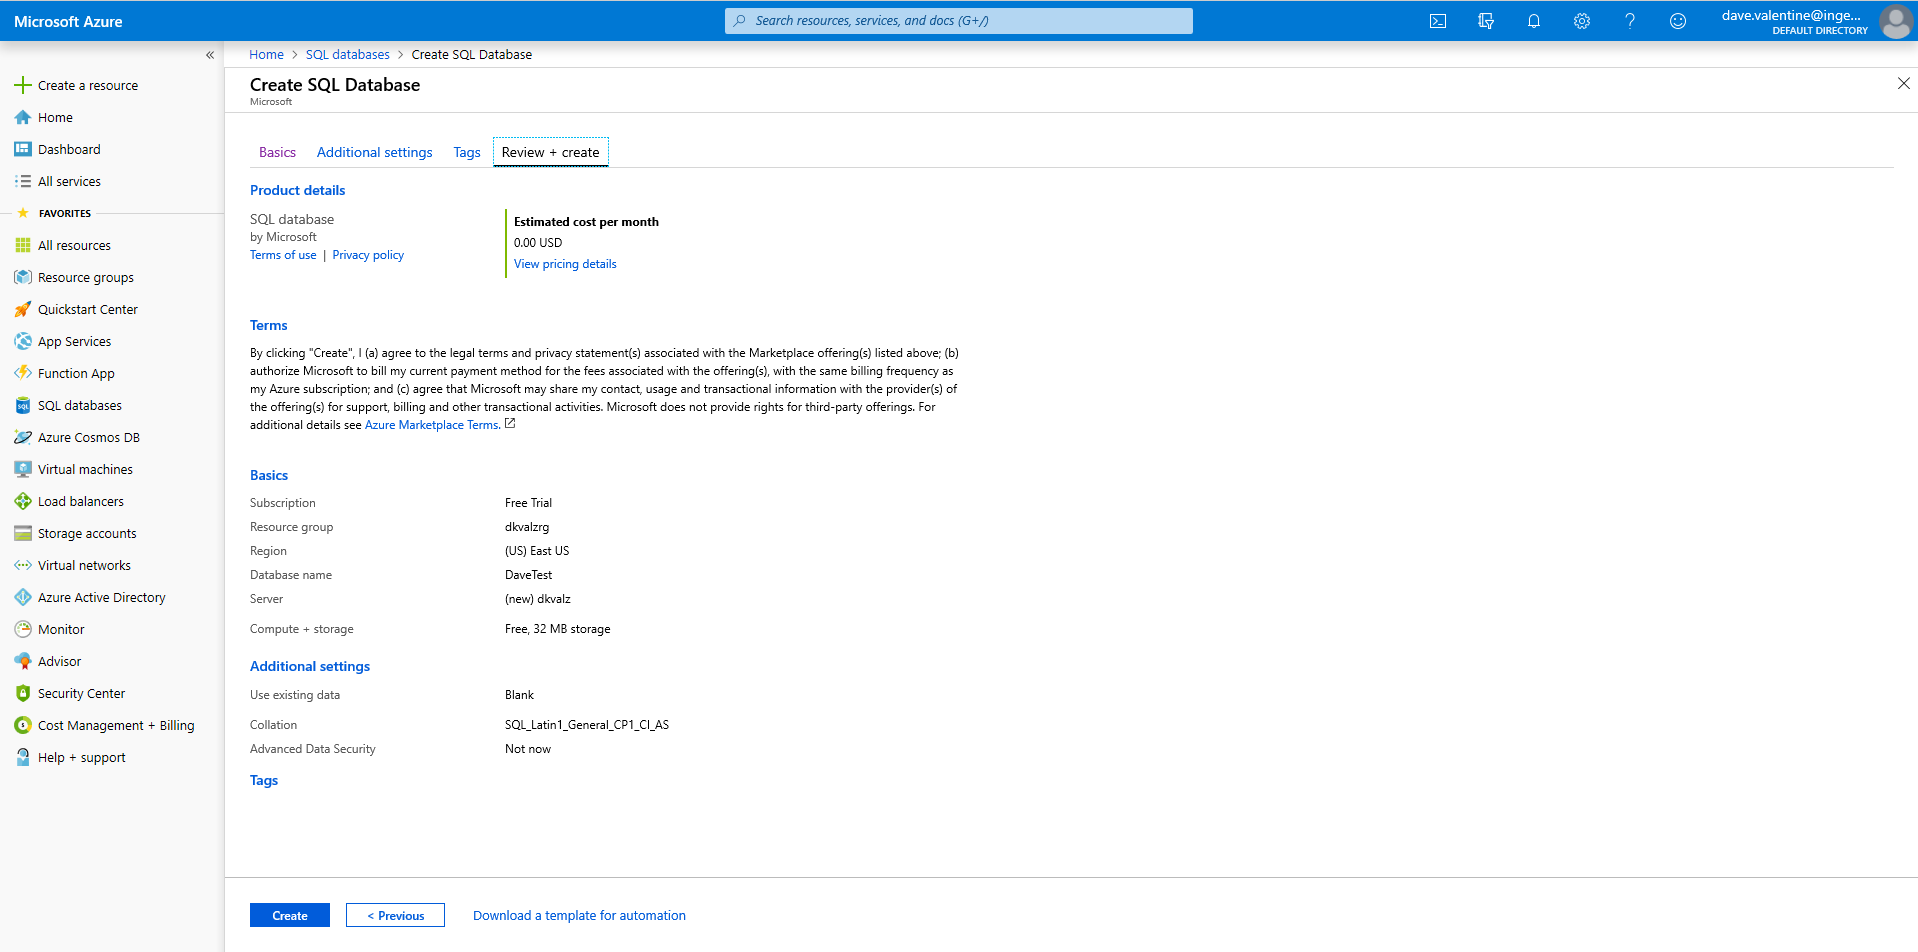 Microsoft Azure
Search resources, services, and docs (G+/)
dave.valentine@inge...
DEFAULT DIRECTORY
«
Create a resource
Home
Dashboard
All services
FAVORITES
All resources
Resource groups
Quickstart Center
App Services
Function App
SQL databases
Azure Cosmos DB
Virtual machines
Load balancers
Storage accounts
Virtual networks
Azure Active Directory
Monitor
Advisor
Security Center
Cost Management + Billing
Help + support
Home > SQL databases > Create SQL Database
Create SQL Database
Microsoft
Basics Additional settings Tags Review + create
Product details
SQL database
by Microsoft
Terms of use | Privacy policy
Estimated cost per month
0.00 USD
View pricing details
Terms
By clicking "Create", I (a) agree to the legal terms and privacy statement(s) associated with the Marketplace offering(s) listed above; (b)
authorize Microsoft to bill my current payment method for the fees associated with the offering(s), with the same billing frequency as
my Azure subscription; and (c) agree that Microsoft may share my contact, usage and transactional information with the provider(s) of
the offering(s) for support, billing and other transactional activities. Microsoft does not provide rights for third-party offerings. For
additional details see Azure Marketplace Terms.
Basics
Subscription Free Trial
Resource group dkvalzrg
Region (US) East US
Database name DaveTest
Server (new) dkvalz
Compute + storage Free, 32 MB storage
Additional settings
Use existing data Blank
Collation SQL_Latin1_General_CP1_CI_AS
Advanced Data Security Not now
Tags
Create < Previous Download a template for automation